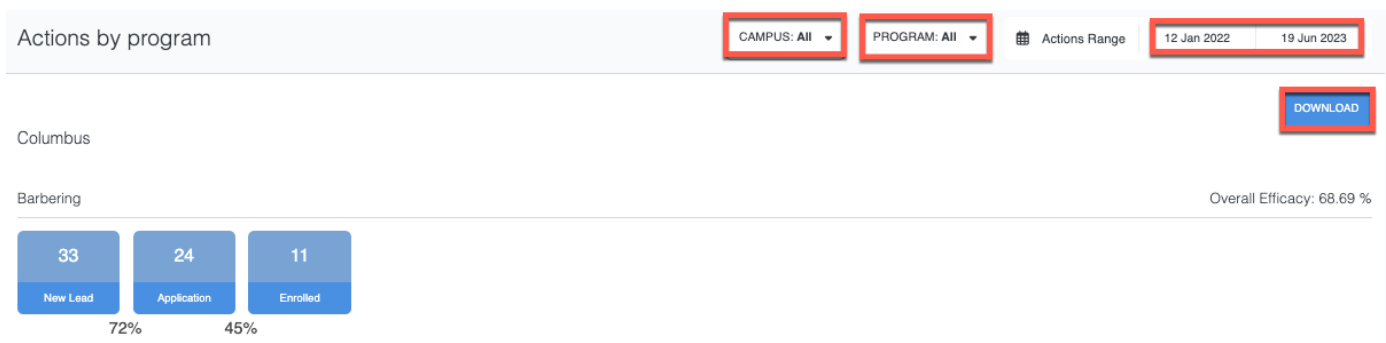 Actions by program
CAMPUS: All
PROGRAM: All
Actions Range
12 Jan 2022
19 Jun 2023
DOWNLOAD
Columbus
Barbering
Overall Efficacy: 68.69 %
33
24
11
New Lead
Application
Enrolled
72%
45%